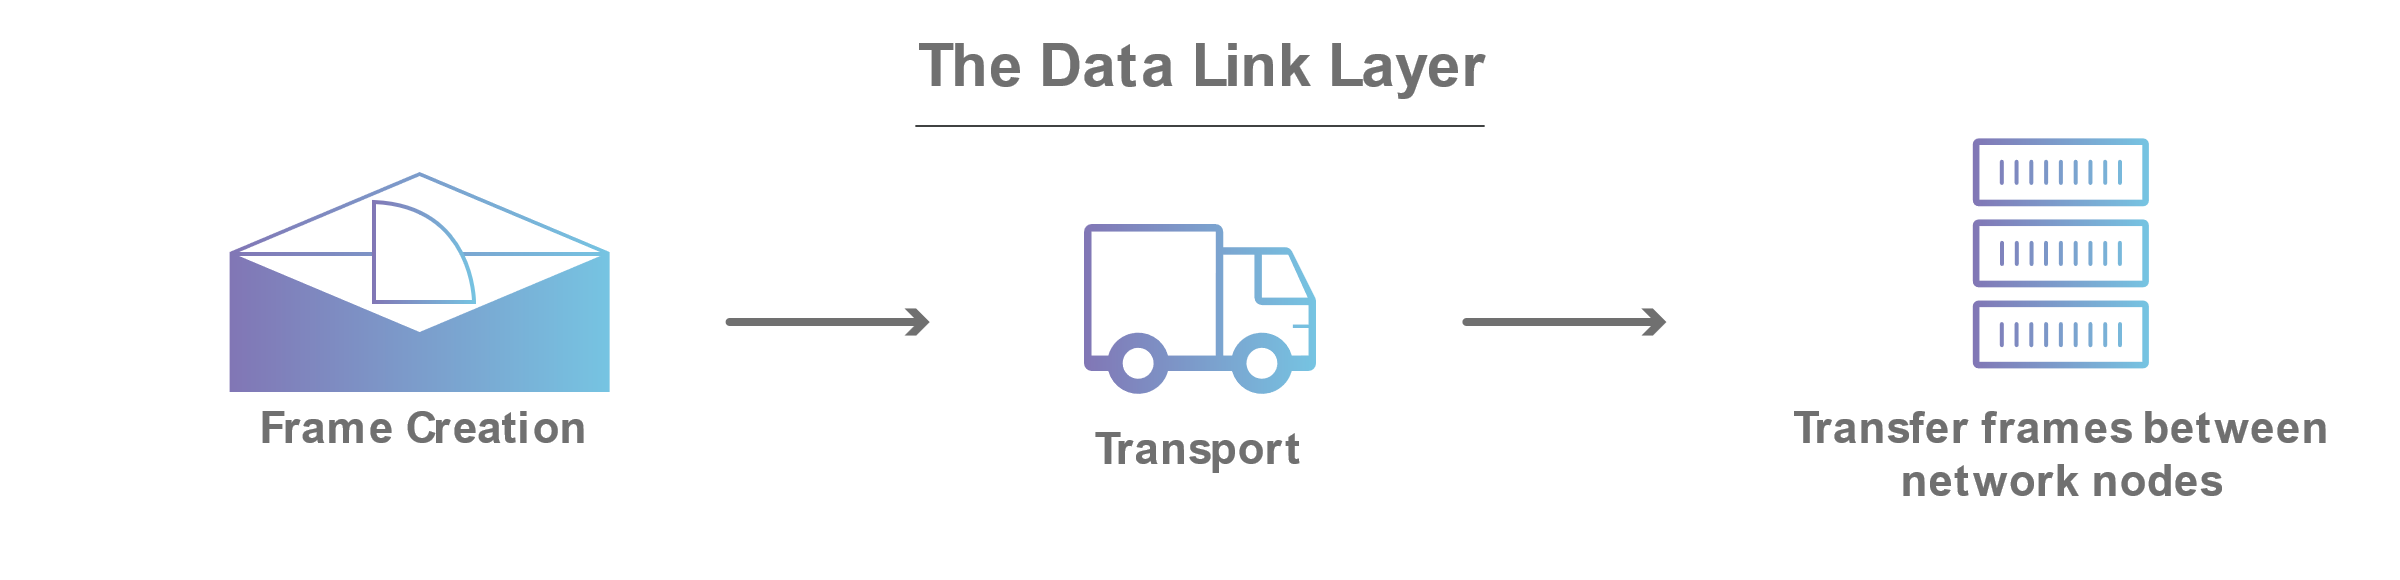 The Data Link Layer
Frame Creation
Transport
Transfer frames between
network nodes